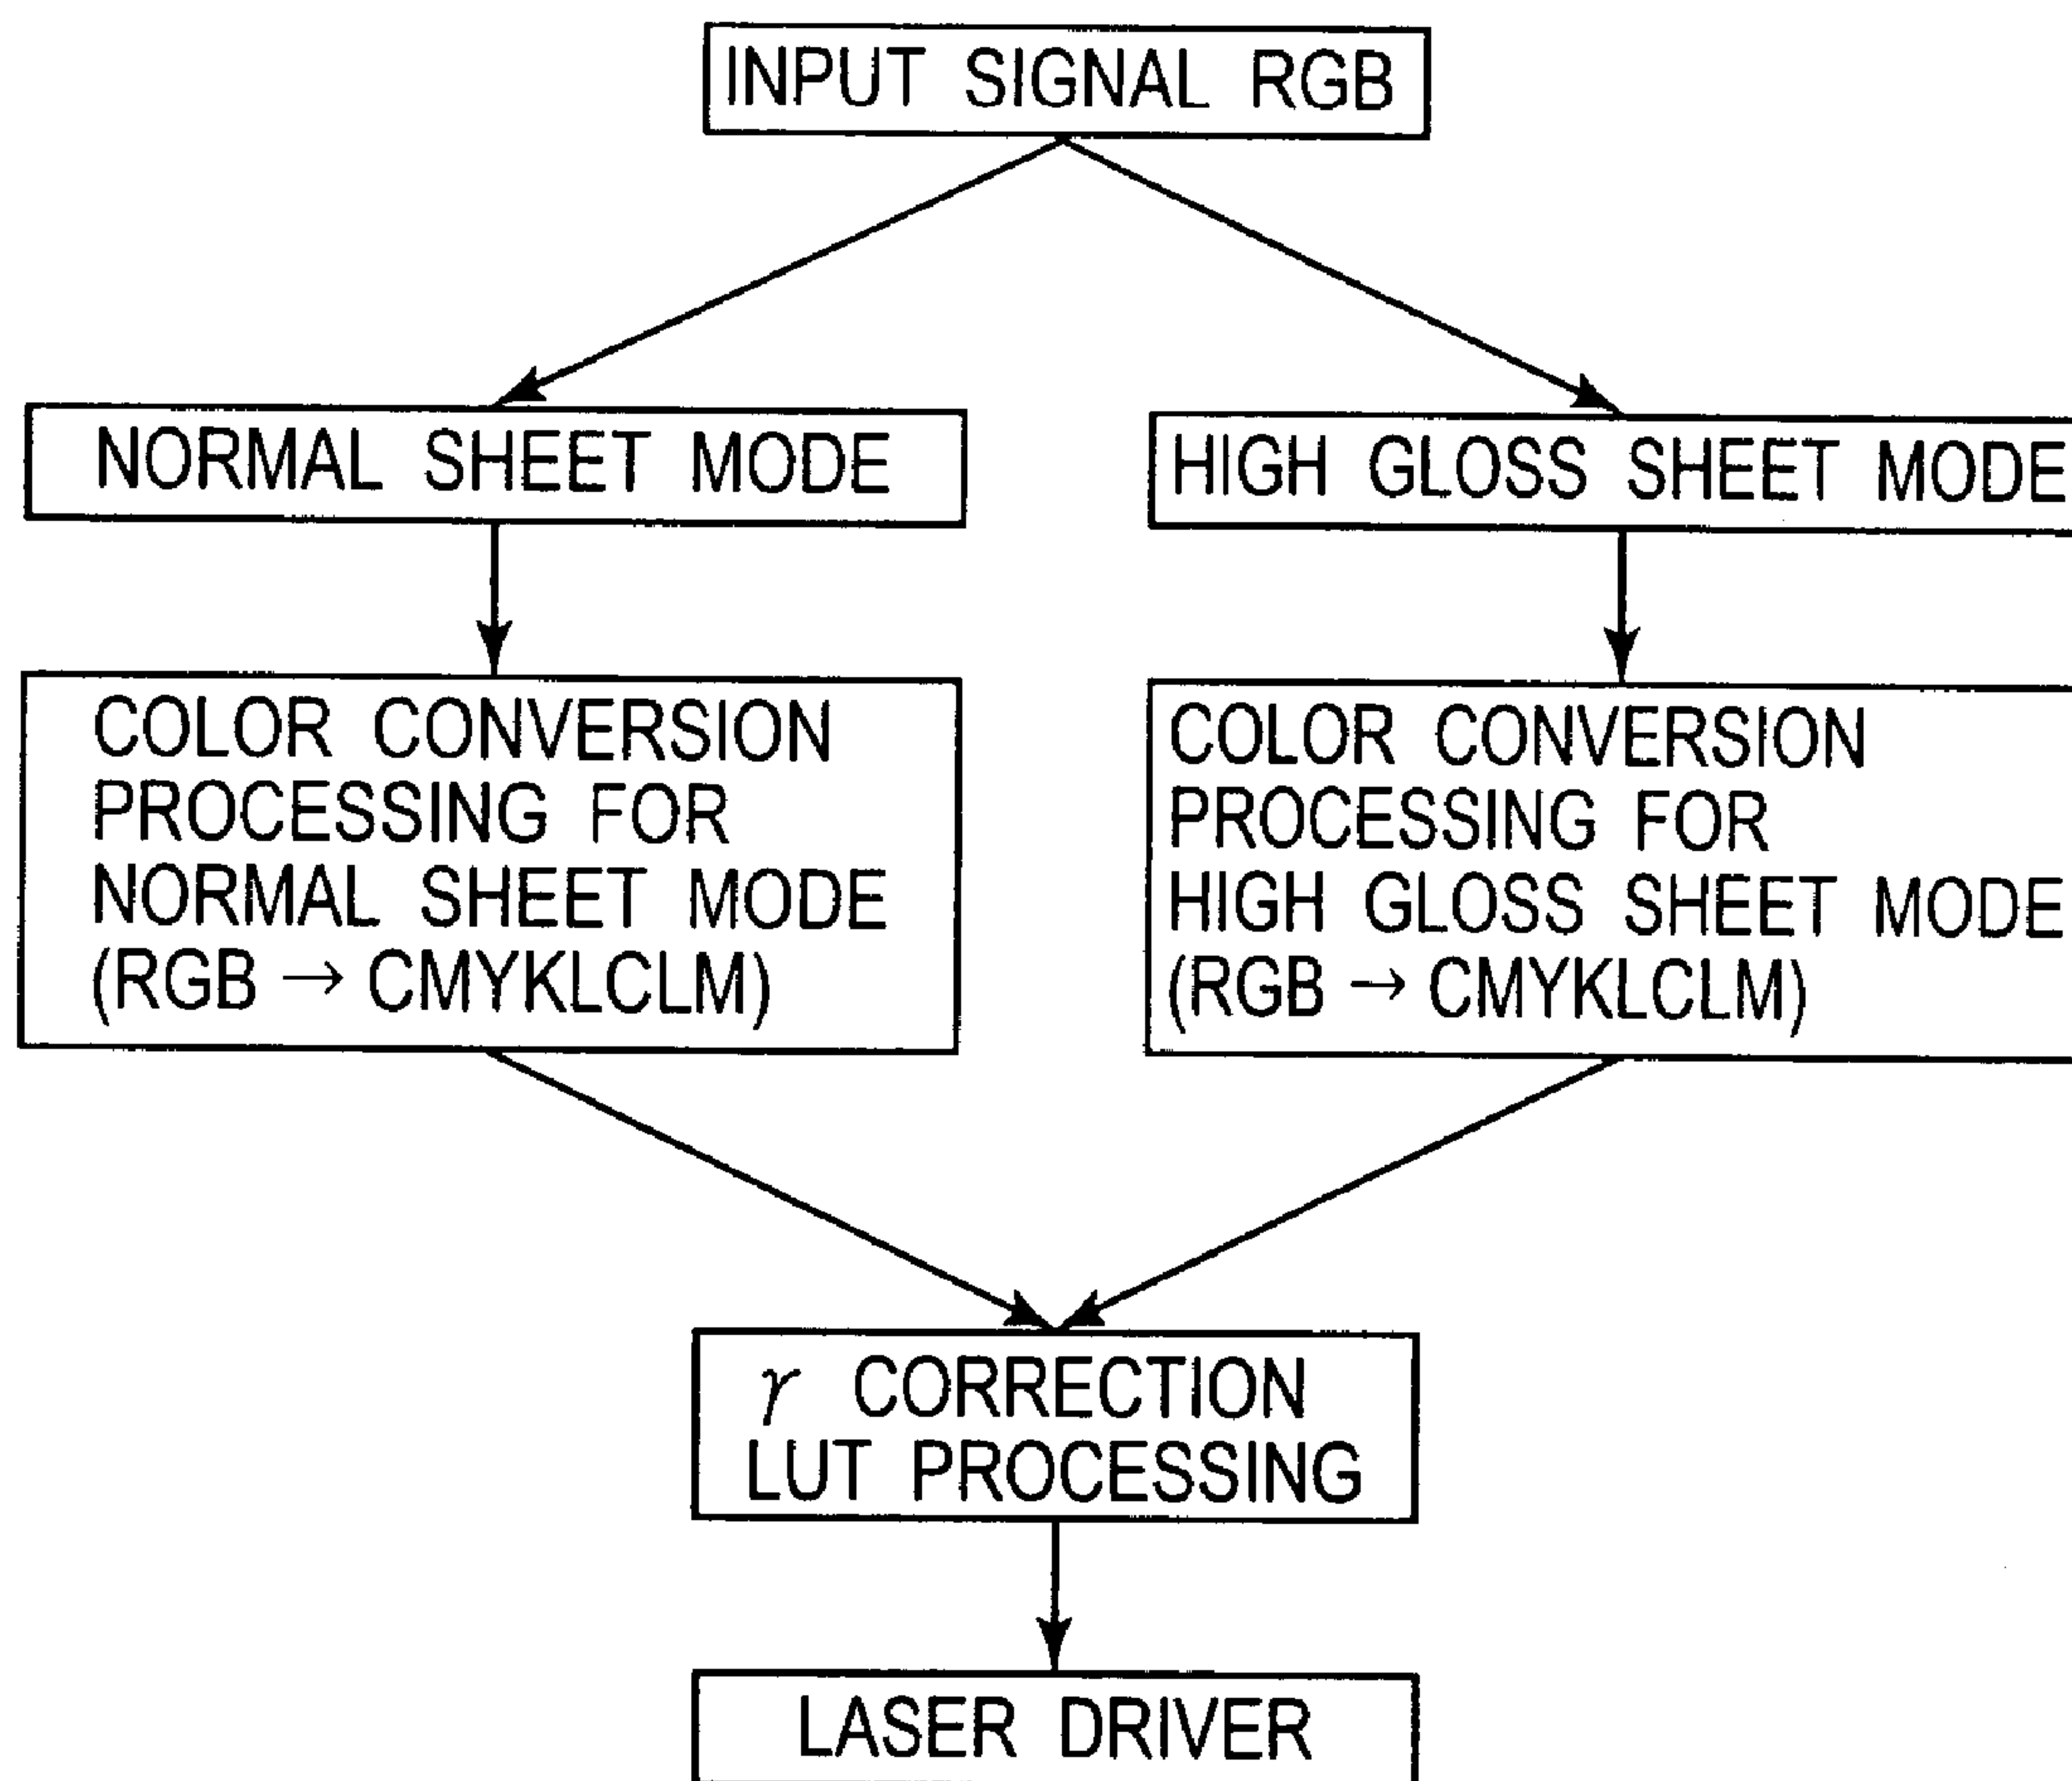 INPUT SIGNAL RGB
NORMAL SHEET MODE
HIGH GLOSS SHEET MODE
COLOR CONVERSION
PROCESSING FOR
NORMAL SHEET MODE
(RGB → CMYKLCLM)
COLOR CONVERSION
PROCESSING FOR
HIGH GLOSS SHEET MODE
(RGB → CMYKLCLM)
γ CORRECTION
LUT PROCESSING
LASER DRIVER